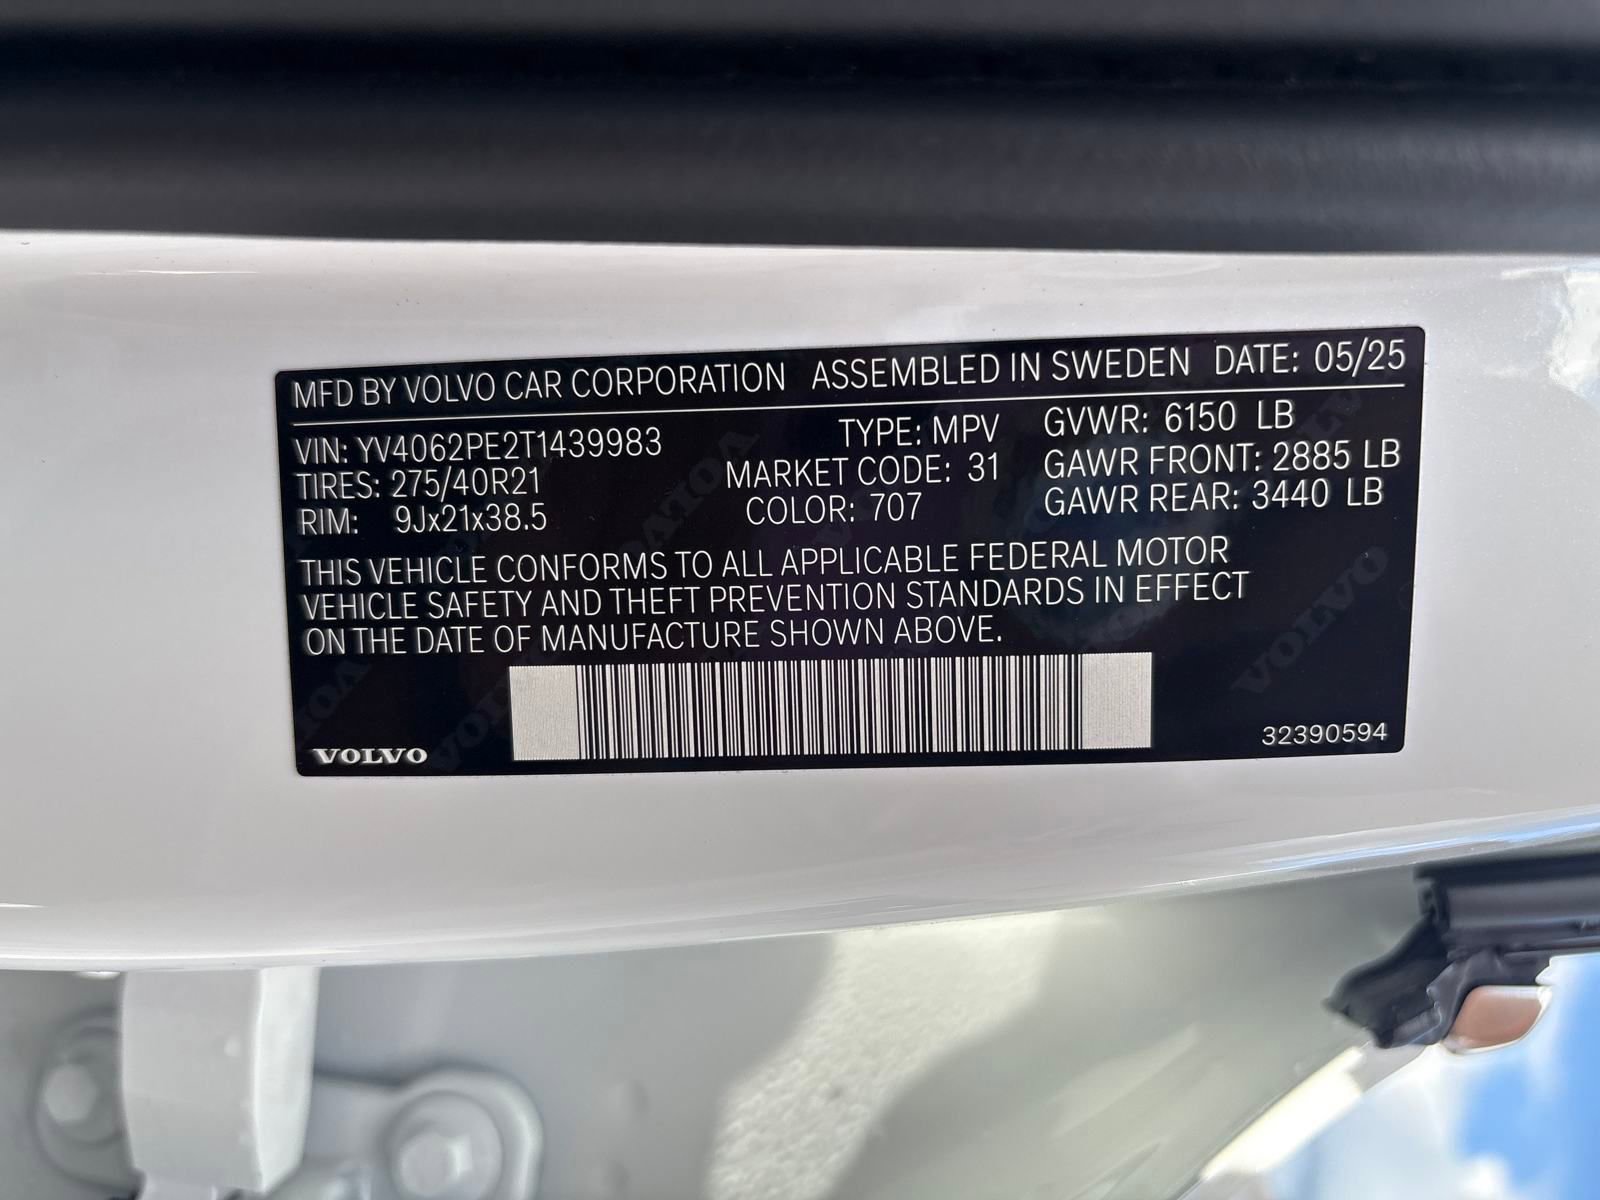 MFD BY VOLVO CAR CORPORATION ASSEMBLED IN SWEDEN DATE: 05/25
VIN: YV4062PE2T1439983 TYPE: MPV GVWR: 6150 LB
TIRES: 275/40R21 MARKET CODE: 31 GAWR FRONT: 2885 LB
RIM: 9Jx21x38.5 COLOR: 707 GAWR REAR: 3440 LB
THIS VEHICLE CONFORMS TO ALL APPLICABLE FEDERAL MOTOR
VEHICLE SAFETY AND THEFT PREVENTION STANDARDS IN EFFECT
ON THE DATE OF MANUFACTURE SHOWN ABOVE.
VOLVO 32390594